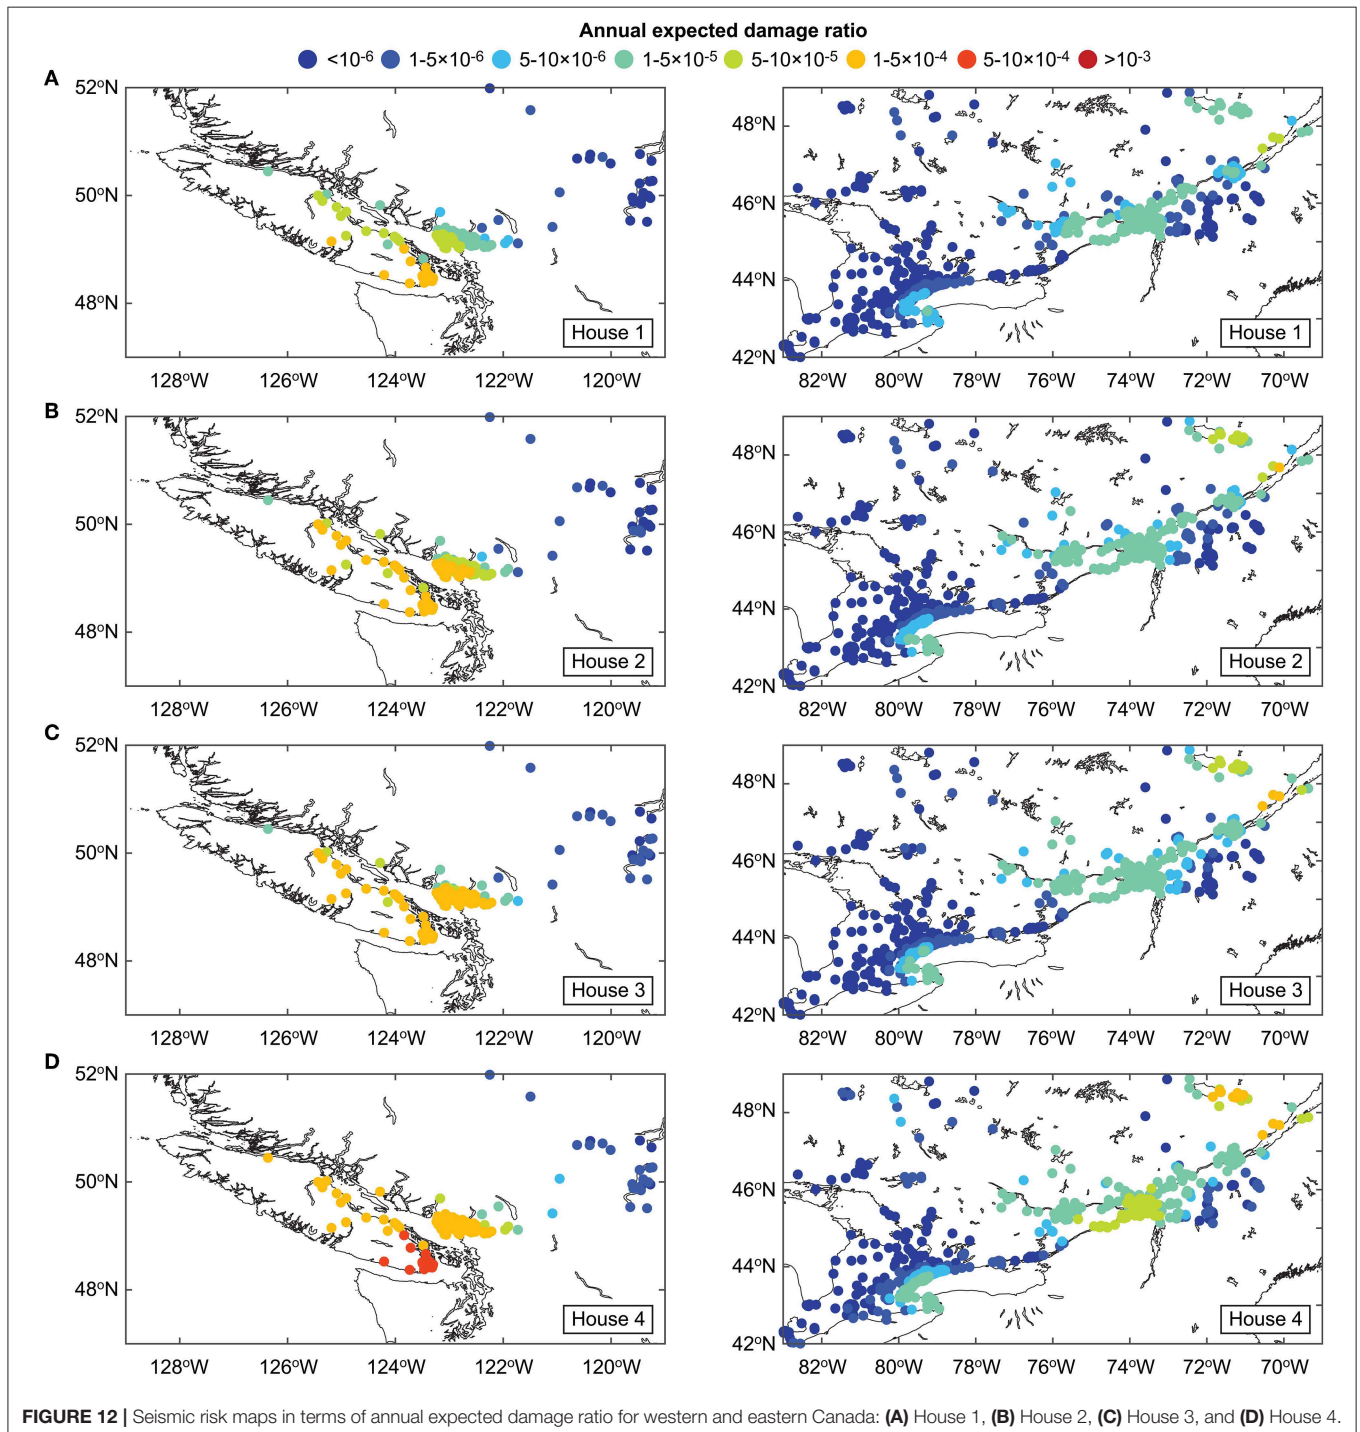 Annual expected damage ratio
<10-6 1-5×10-6 5-10×10-6 1-5×10-5 5-10×10-5 1-5×10-4 5-10×10-4 >10-3
A
52oN
50oN
48oN
House 1
128oW 126oW 124oW 122oW 120oW
48oN
46oN
44oN
42oN
House 1
82oW 80oW 78oW 76oW 74oW 72oW 70oW
B
52oN
50oN
48oN
House 2
128oW 126oW 124oW 122oW 120oW
48oN
46oN
44oN
42oN
House 2
82oW 80oW 78oW 76oW 74oW 72oW 70oW
C
52oN
50oN
48oN
House 3
128oW 126oW 124oW 122oW 120oW
48oN
46oN
44oN
42oN
House 3
82oW 80oW 78oW 76oW 74oW 72oW 70oW
D
52oN
50oN
48oN
House 4
128oW 126oW 124oW 122oW 120oW
48oN
46oN
44oN
42oN
House 4
82oW 80oW 78oW 76oW 74oW 72oW 70oW
FIGURE 12 | Seismic risk maps in terms of annual expected damage ratio for western and eastern Canada: (A) House 1, (B) House 2, (C) House 3, and (D) House 4.